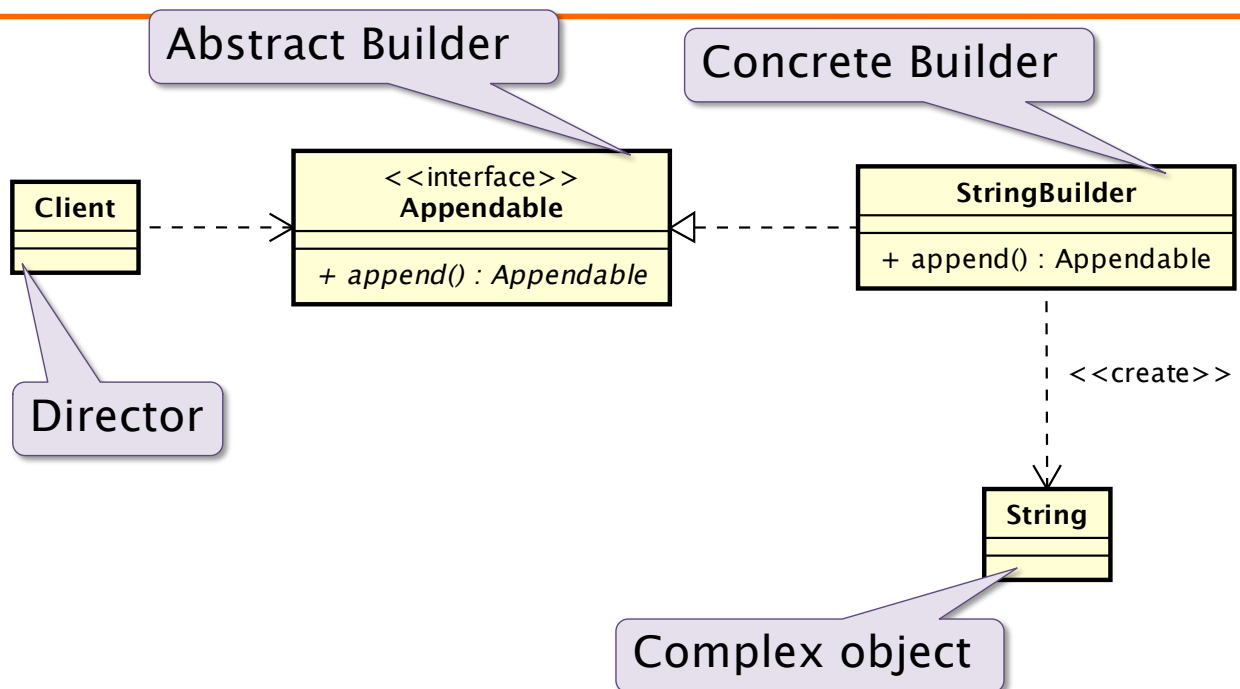 Abstract Builder
Concrete Builder
<<interface>>
Appendable
+ append() : Appendable
Client
StringBuilder
+ append() : Appendable
<<create>>
Director
String
Complex object